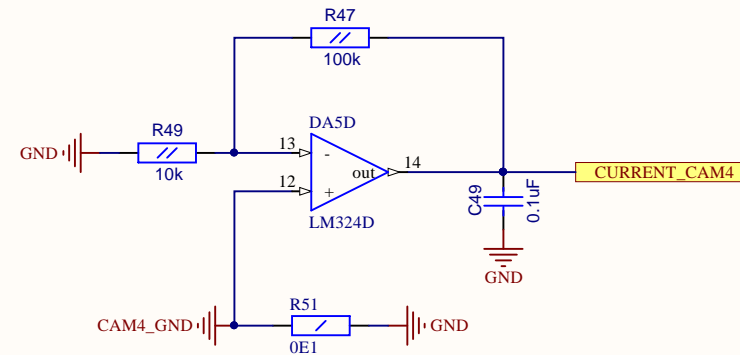 R47
100k
DA5D
R49
GND
10k
13
-
out
14
12
+
LM324D
CURRENT_CAM4
C49
0.1uF
GND
R51
CAM4_GND
GND
0E1